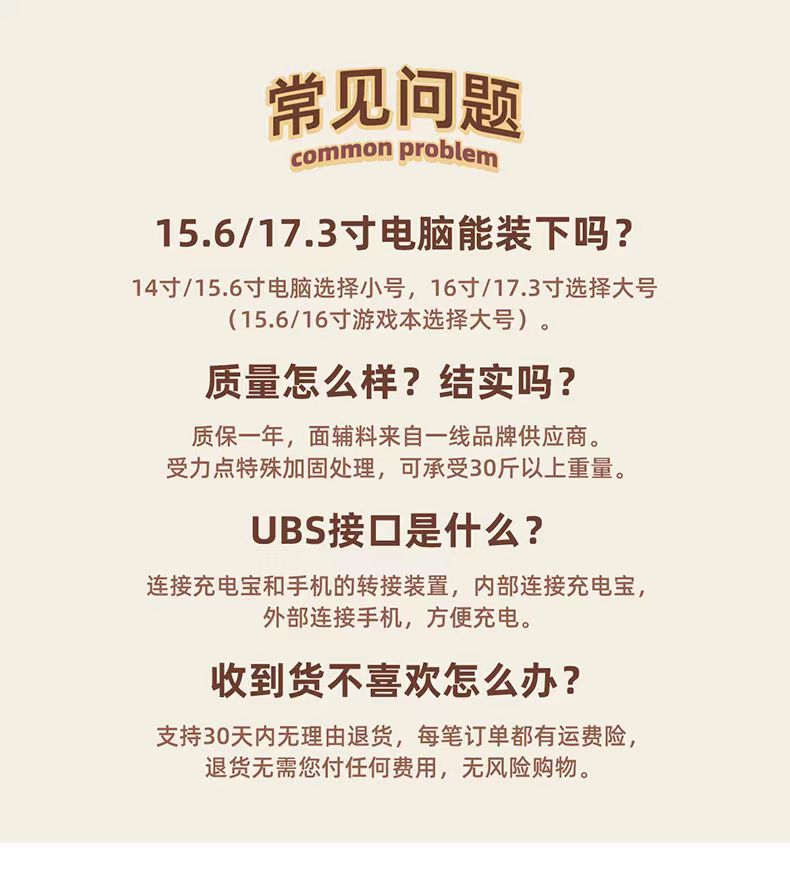 常见问题
common problem
15.6/17.3寸电脑能装下吗？
14寸/15.6寸电脑选择小号，16寸/17.3寸选择大号
（15.6/16寸游戏本选择大号）。
质量怎么样？结实吗？
质保一年，面辅料来自一线品牌供应商。
受力点特殊加固处理，可承受30斤以上重量。
UBS接口是什么？
连接充电宝和手机的转接装置，内部连接充电宝，
外部连接手机，方便充电。
收到货不喜欢怎么办？
支持30天内无理由退货，每笔订单都有运费险，
退货无需您付任何费用，无风险购物。